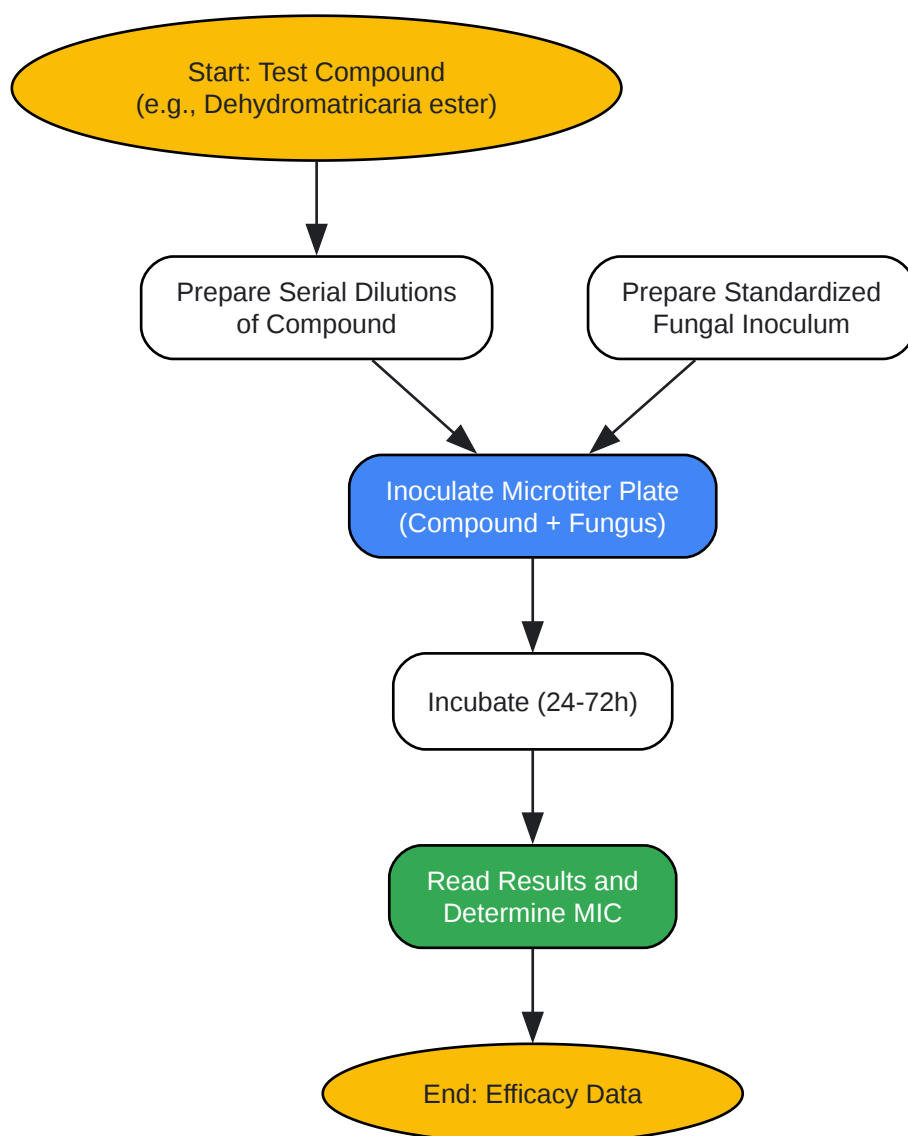 Start: Test Compound
(e.g., Dehydromatricaria ester)
Prepare Serial Dilutions
of Compound
Prepare Standardized
Fungal Inoculum
Inoculate Microtiter Plate
(Compound + Fungus)
Incubate (24-72h)
Read Results and
Determine MIC
End: Efficacy Data